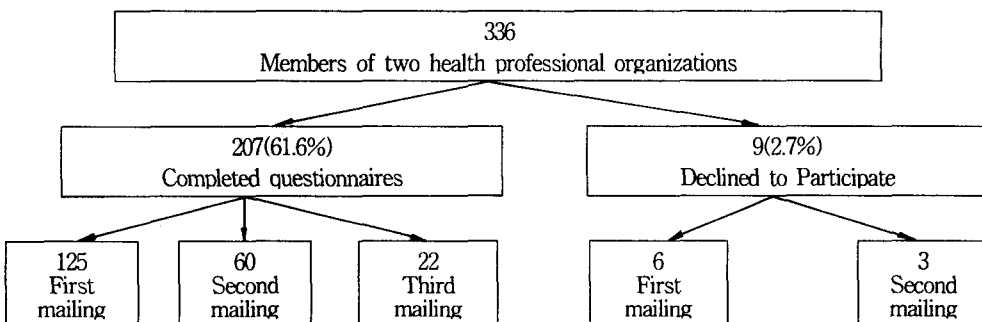 336
Members of two health professional organizations
207(61.6%)
Completed questionnaires
9(2.7%)
Declined to Participate
125
First
mailing
60
Second
mailing
22
Third
mailing
6
First
mailing
3
Second
mailing